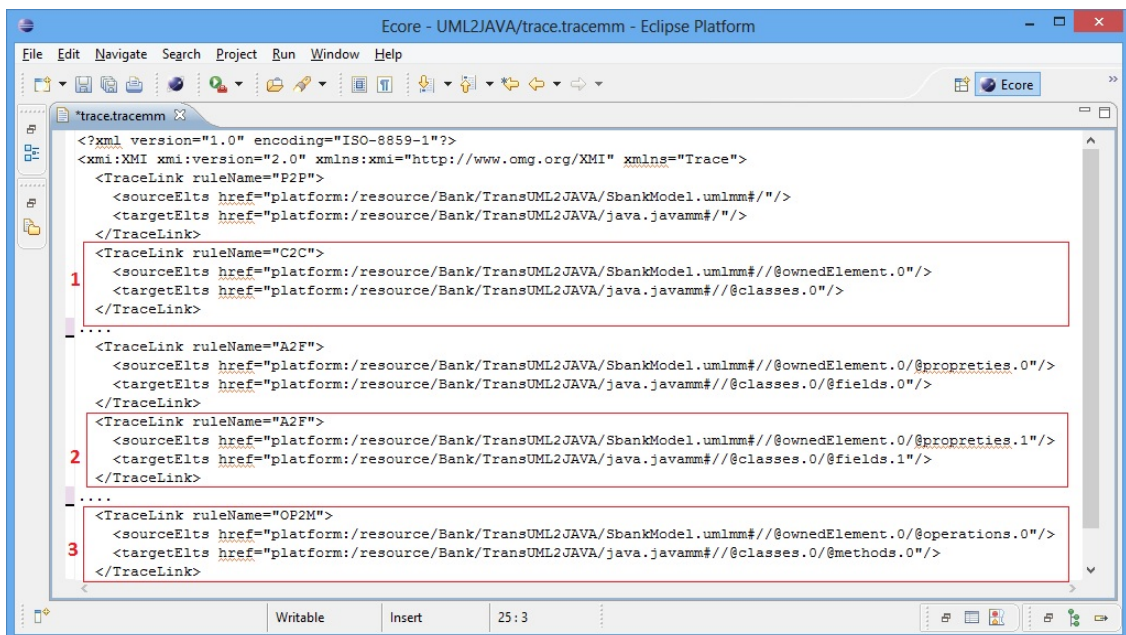 Ecore - UML2JAVA/trace.tracemm - Eclipse Platform
File Edit Navigate Search Project Run Window Help
Ecore
*trace.tracemm
<?xml version="1.0" encoding="ISO-8859-1"?>
<xmi:XMI xmi:version="2.0" xmlns:xmi="http://www.omg.org/XMI" xmlns="Trace">
<TraceLink ruleName="P2P">
<sourceElts href="platform:/resource/Bank/TransUML2JAVA/SbankModel.umlmm#/"/>
<targetElts href="platform:/resource/Bank/TransUML2JAVA/java.javamm#/"/>
</TraceLink>
<TraceLink ruleName="C2C">
<sourceElts href="platform:/resource/Bank/TransUML2JAVA/SbankModel.umlmm#//@ownedElement.0"/>
1
<targetElts href="platform:/resource/Bank/TransUML2JAVA/java.javamm#//@classes.0"/>
</TraceLink>
....
<TraceLink ruleName="A2F">
<sourceElts href="platform:/resource/Bank/TransUML2JAVA/SbankModel.umlmm#//@ownedElement.0/@propreties.0"/>
<targetElts href="platform:/resource/Bank/TransUML2JAVA/java.javamm#//@classes.0/@fields.0"/>
</TraceLink>
<TraceLink ruleName="A2F">
<sourceElts href="platform:/resource/Bank/TransUML2JAVA/SbankModel.umlmm#//@ownedElement.0/@propreties.1"/>
2 <targetElts href="platform:/resource/Bank/TransUML2JAVA/java.javamm#//@classes.0/@fields.1"/>
</TraceLink>
....
<TraceLink ruleName="OP2M">
<sourceElts href="platform:/resource/Bank/TransUML2JAVA/SbankModel.umlmm#//@ownedElement.0/@operations.0"/>
3 <targetElts href="platform:/resource/Bank/TransUML2JAVA/java.javamm#//@classes.0/@methods.0"/>
</TraceLink>
Writable Insert 25:3